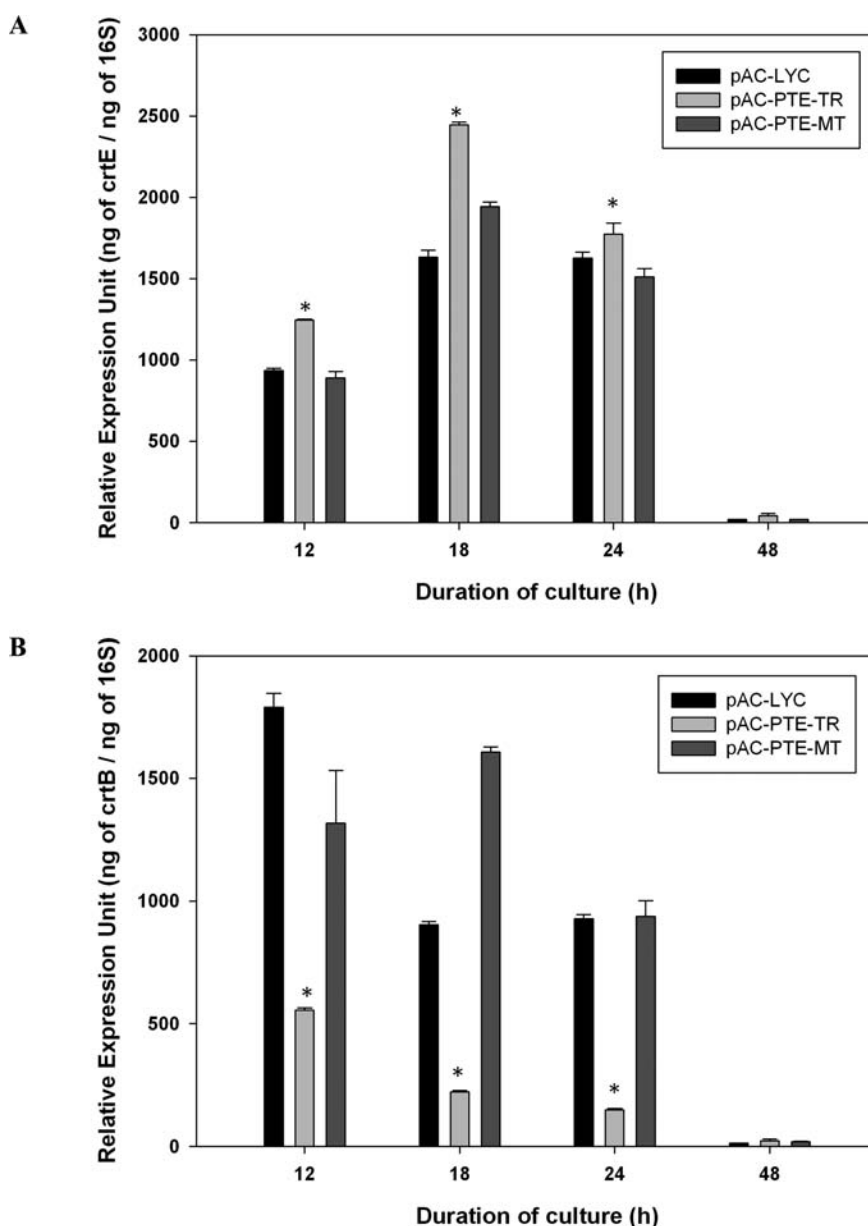 A
Relative Expression Unit (ng of crtE / ng of 16S)
3000
2500
2000
1500
1000
500
0
pAC-LYC
pAC-PTE-TR
pAC-PTE-MT
*
*
*
12 18 24 48
Duration of culture (h)
B
Relative Expression Unit (ng of crtB / ng of 16S)
2000
1500
1000
500
0
pAC-LYC
pAC-PTE-TR
pAC-PTE-MT
*
*
*
12 18 24 48
Duration of culture (h)